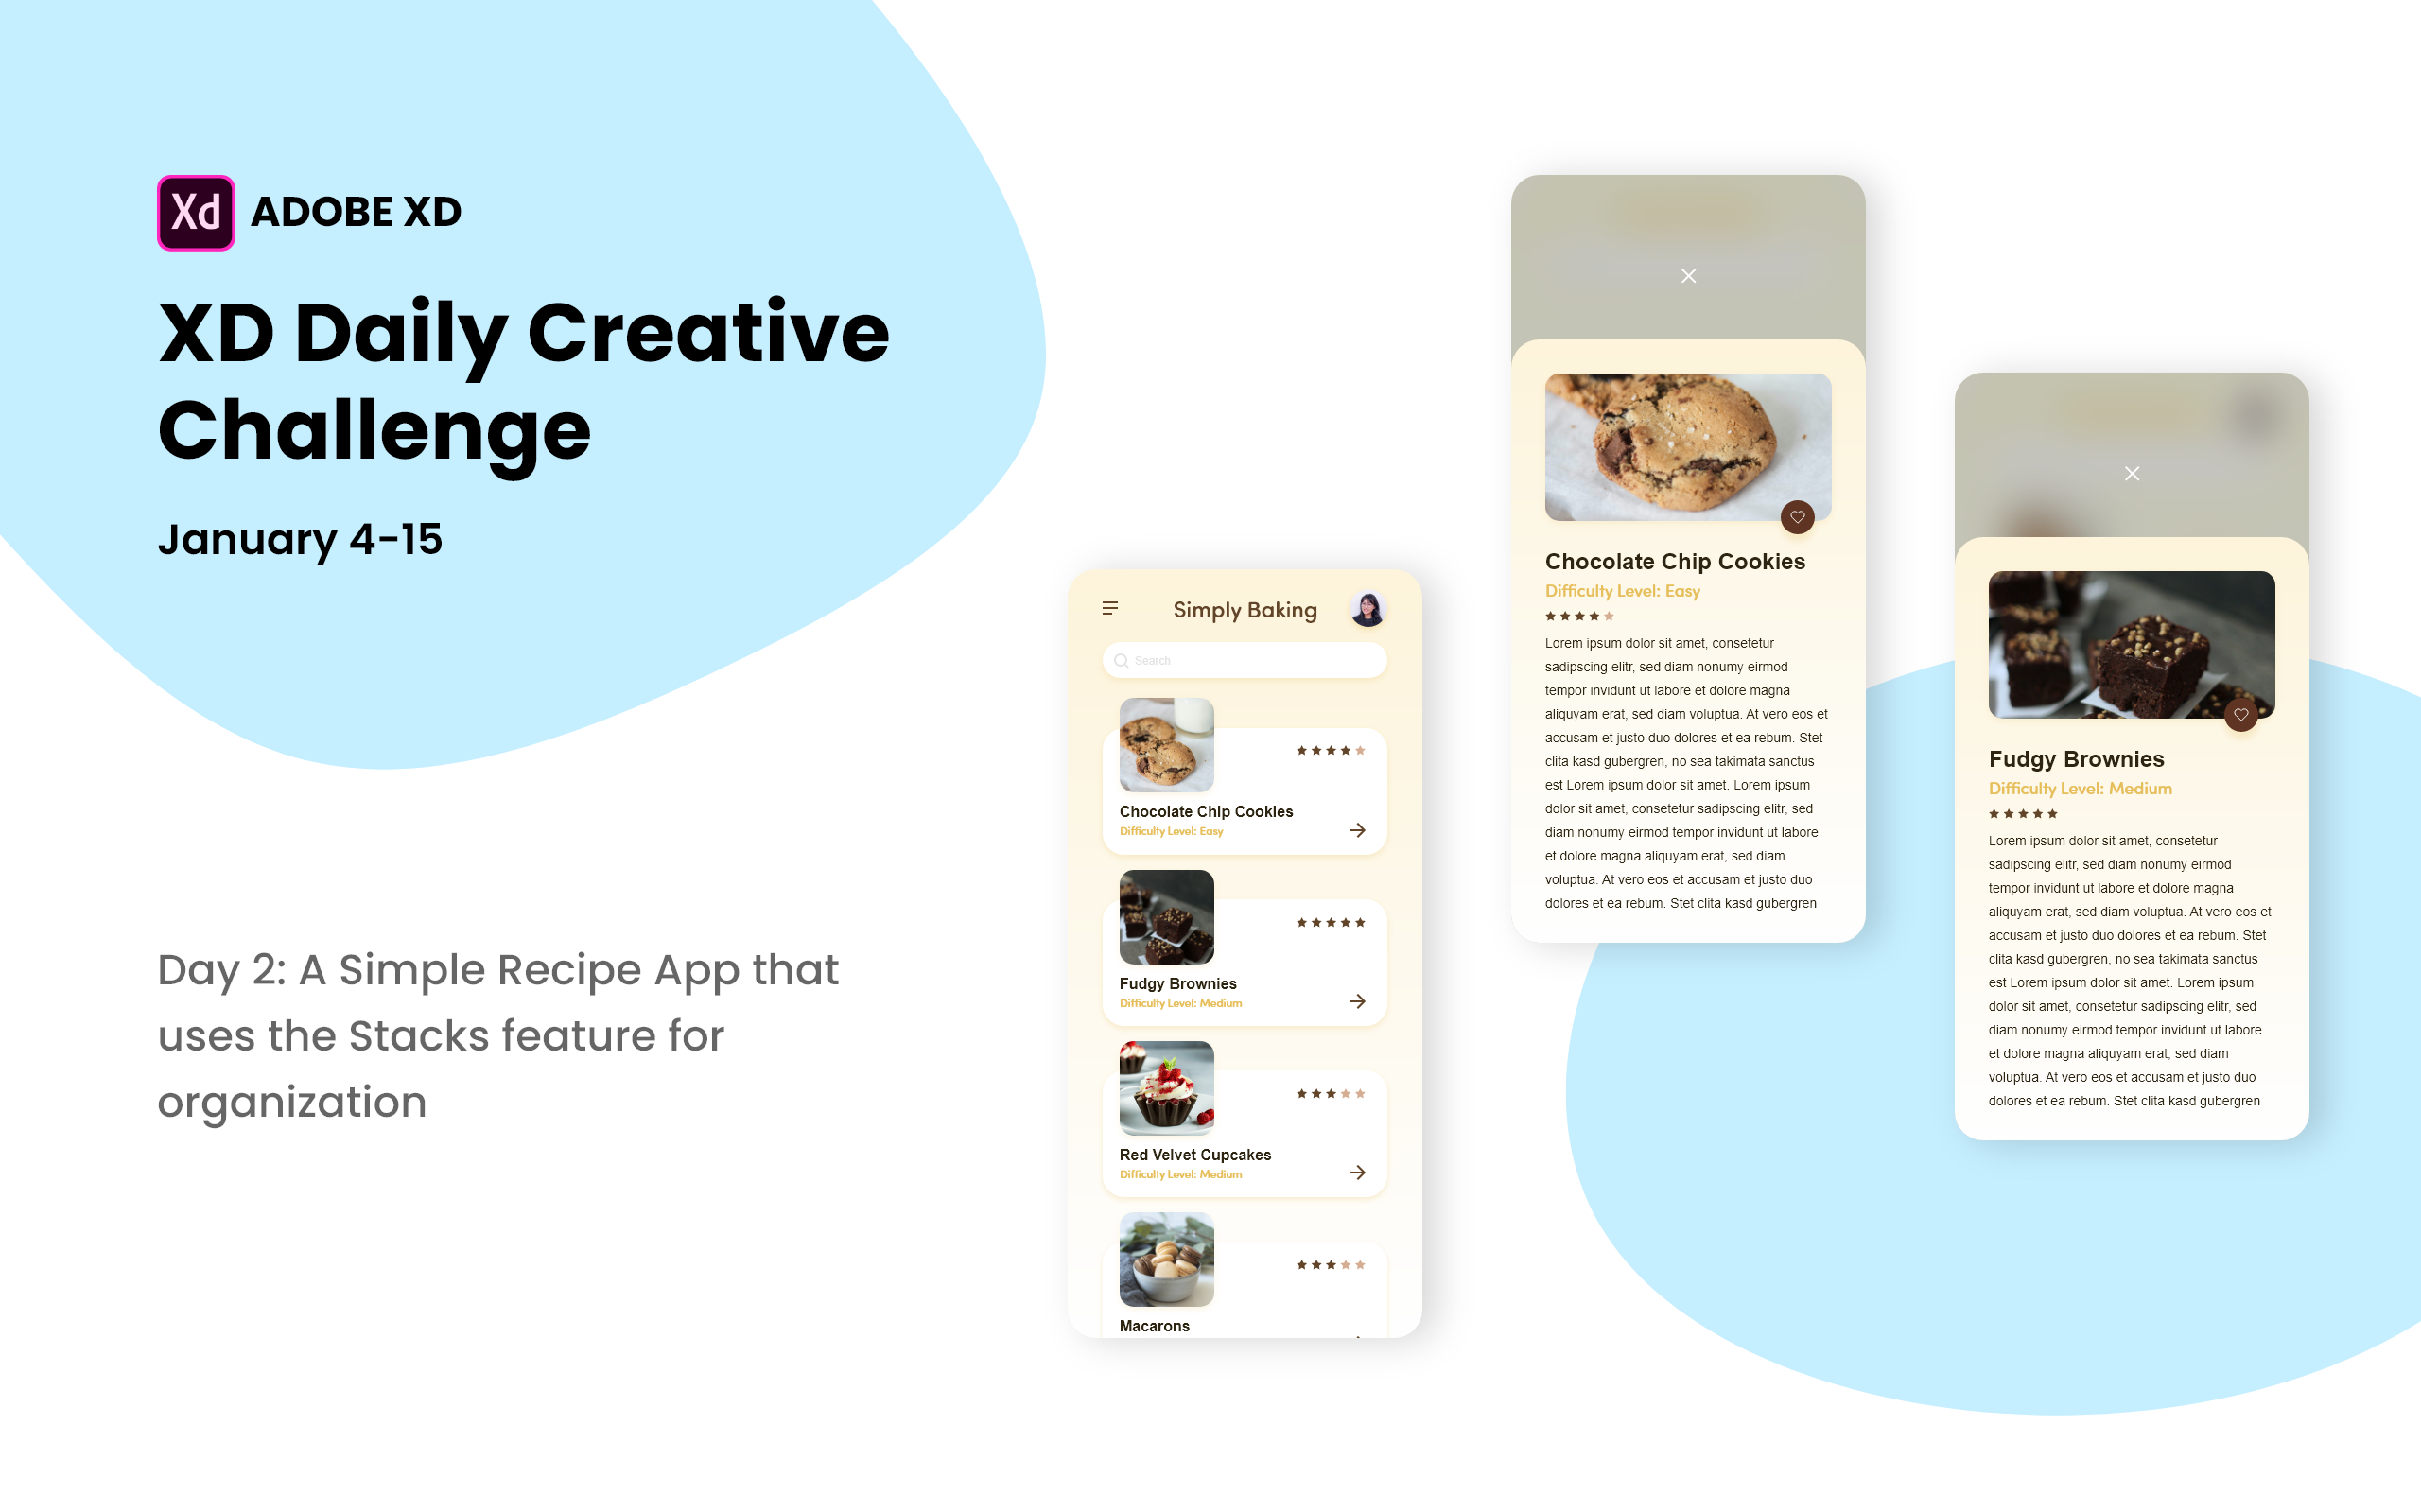 Xd ADOBE XD
XD Daily Creative
Challenge
January 4-15
Day 2: A Simple Recipe App that
uses the Stacks feature for
organization
Simply Baking
Search
Chocolate Chip Cookies
Difficulty Level: Easy
Fudgy Brownies
Difficulty Level: Medium
Red Velvet Cupcakes
Difficulty Level: Medium
Macarons
Chocolate Chip Cookies
Difficulty Level: Easy
Lorem ipsum dolor sit amet, consetetur
sadipscing elitr, sed diam nonumy eirmod
tempor invidunt ut labore et dolore magna
aliquyam erat, sed diam voluptua. At vero eos et
accusam et justo duo dolores et ea rebum. Stet
clita kasd gubergren, no sea takimata sanctus
est Lorem ipsum dolor sit amet. Lorem ipsum
dolor sit amet, consetetur sadipscing elitr, sed
diam nonumy eirmod tempor invidunt ut labore
et dolore magna aliquyam erat, sed diam
voluptua. At vero eos et accusam et justo duo
dolores et ea rebum. Stet clita kasd gubergren
Fudgy Brownies
Difficulty Level: Medium
Lorem ipsum dolor sit amet, consetetur
sadipscing elitr, sed diam nonumy eirmod
tempor invidunt ut labore et dolore magna
aliquyam erat, sed diam voluptua. At vero eos et
accusam et justo duo dolores et ea rebum. Stet
clita kasd gubergren, no sea takimata sanctus
est Lorem ipsum dolor sit amet. Lorem ipsum
dolor sit amet, consetetur sadipscing elitr, sed
diam nonumy eirmod tempor invidunt ut labore
et dolore magna aliquyam erat, sed diam
voluptua. At vero eos et accusam et justo duo
dolores et ea rebum. Stet clita kasd gubergren